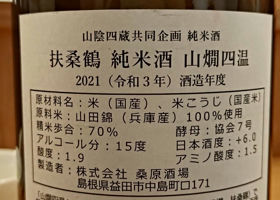 山陰四蔵共同企画 純米酒
扶桑鶴 純米酒 山燗四温
2021（令和３年）酒造年度
原材料名：米（国産）、米こうじ（国産米）
原料米：山田錦（兵庫産）100％使用
精米歩合：70％ 酵母：協会7号
アルコール分：15度 日本酒度：+6.0
酸度：1.9 アミノ酸度：1.5
製造者：株式会社 桑原酒場
島根県益田市中島町ロ171